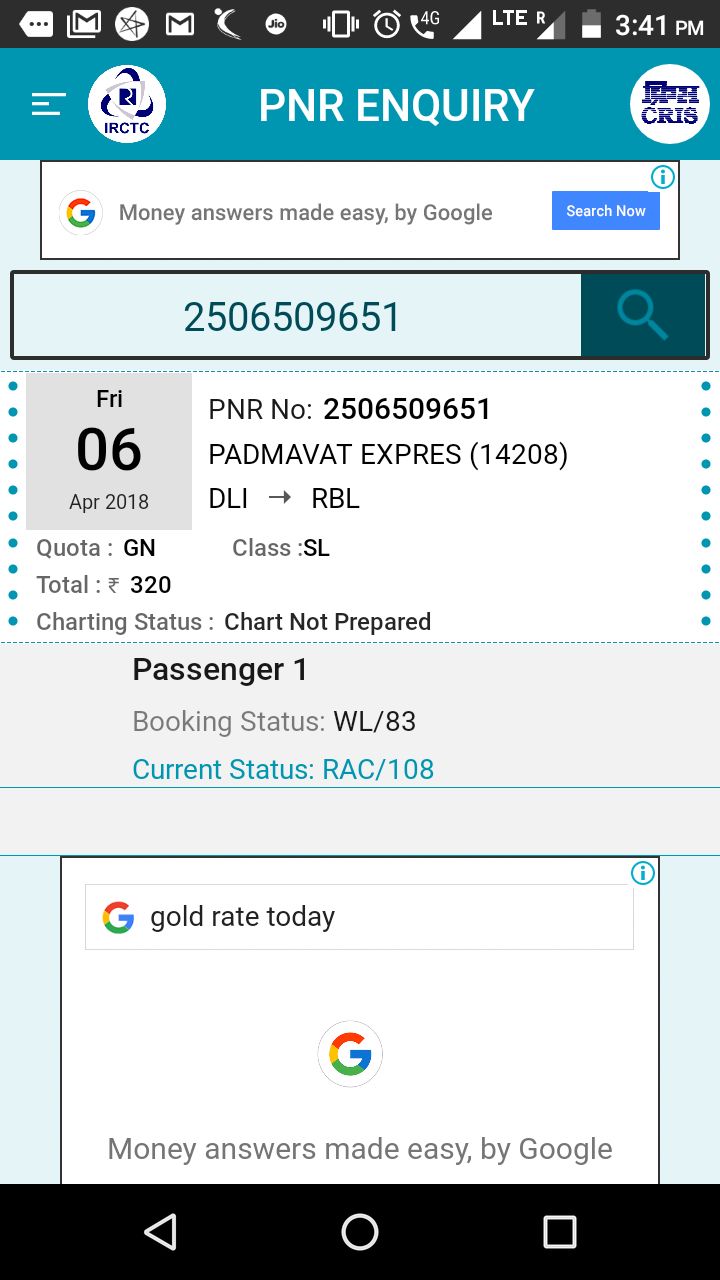 4G LTE R 3:41 PM
Jio
IRCTC
PNR ENQUIRY
CRIS
Money answers made easy, by Google
Search Now
2506509651
Fri
06
Apr 2018
PNR No: 2506509651
PADMAVAT EXPRES (14208)
DLI → RBL
Quota : GN Class :SL
Total : ₹ 320
Charting Status : Chart Not Prepared
Passenger 1
Booking Status: WL/83
Current Status: RAC/108
gold rate today
Money answers made easy, by Google